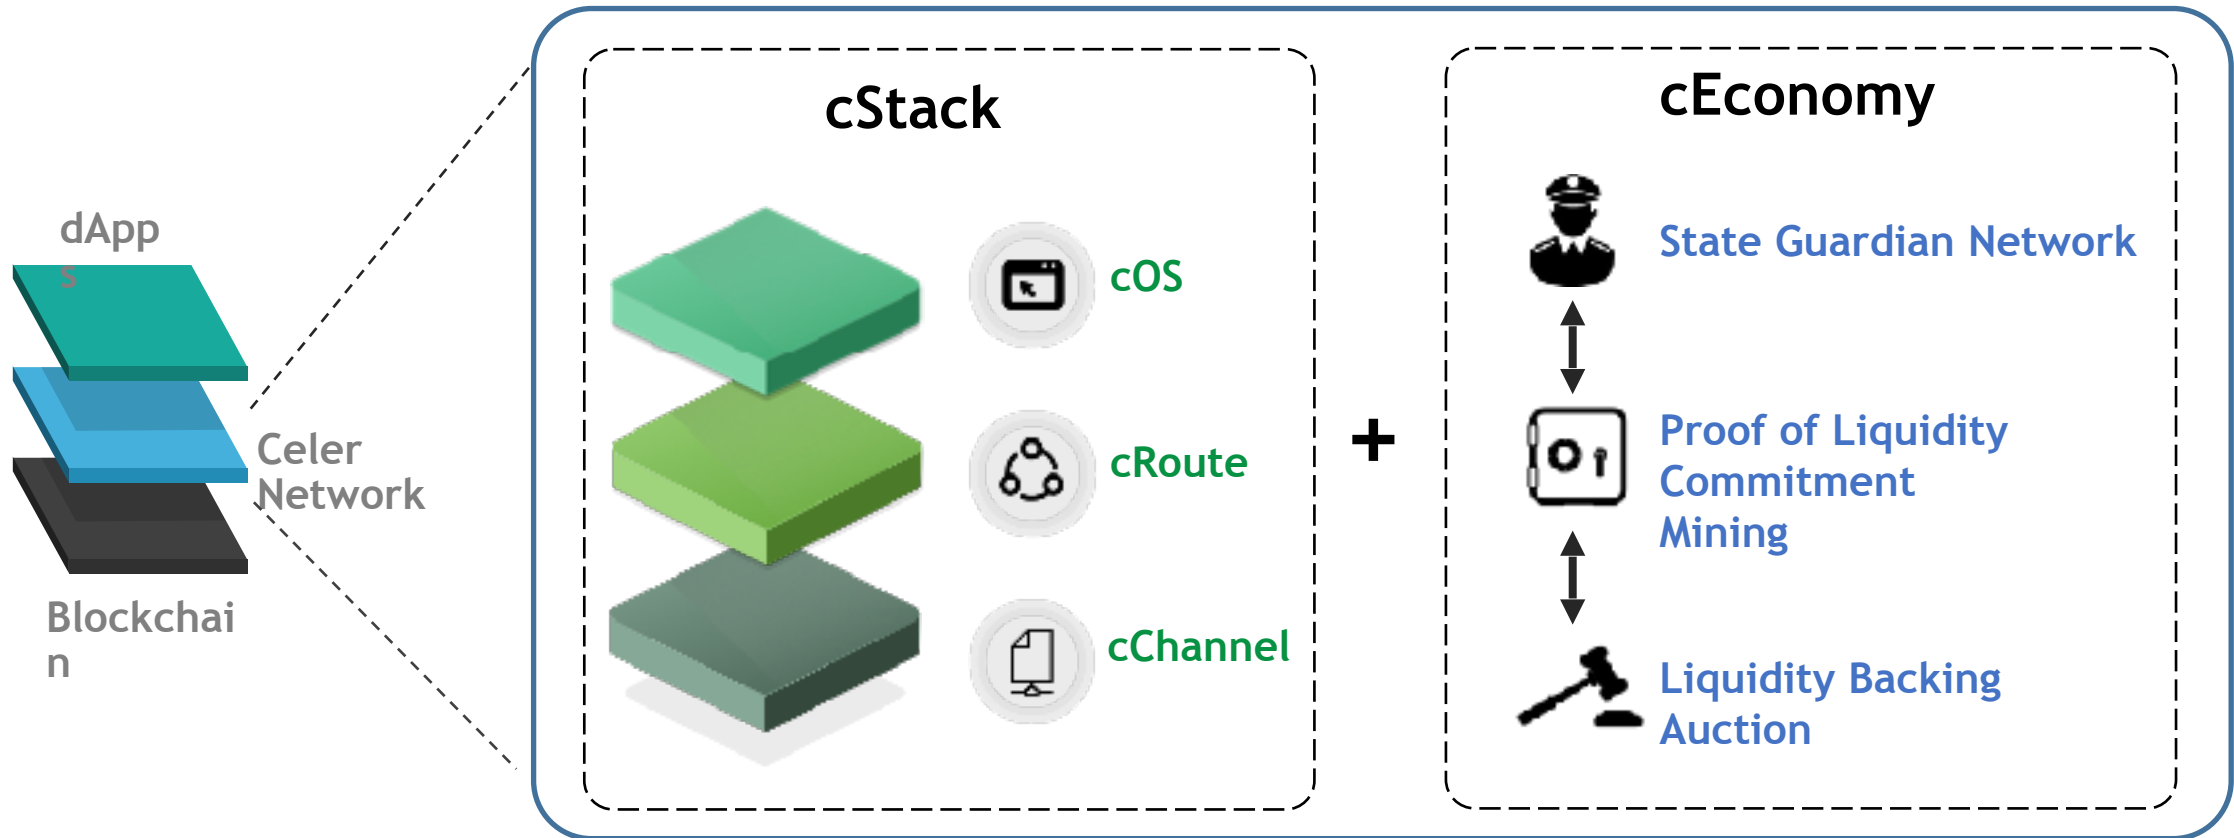 dApp
s
Celer
Network
Blockchai
n
cStack
cOS
cRoute
cChannel
+
cEconomy
State Guardian Network
Proof of Liquidity
Commitment
Mining
Liquidity Backing
Auction